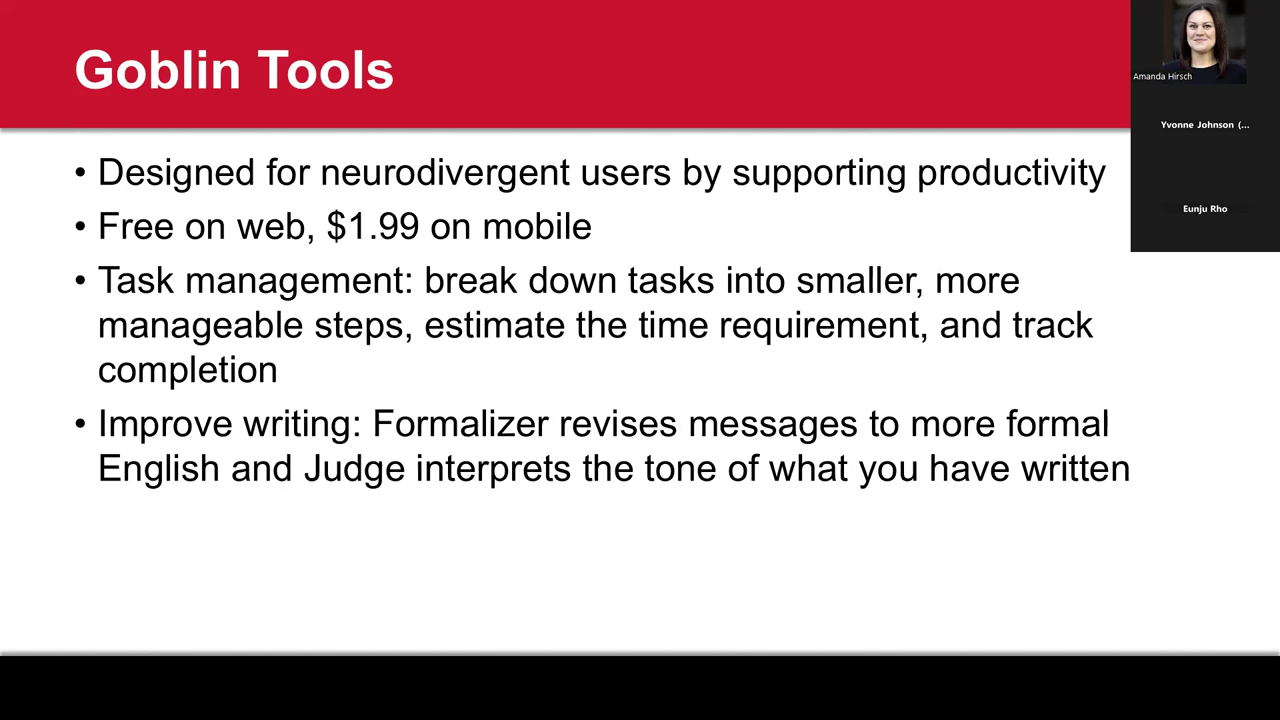 Goblin Tools
Amanda Hirsch
Yvonne Johnson (...
Eunju Rho
• Designed for neurodivergent users by supporting productivity
• Free on web, $1.99 on mobile
• Task management: break down tasks into smaller, more
manageable steps, estimate the time requirement, and track
completion
• Improve writing: Formalizer revises messages to more formal
English and Judge interprets the tone of what you have written